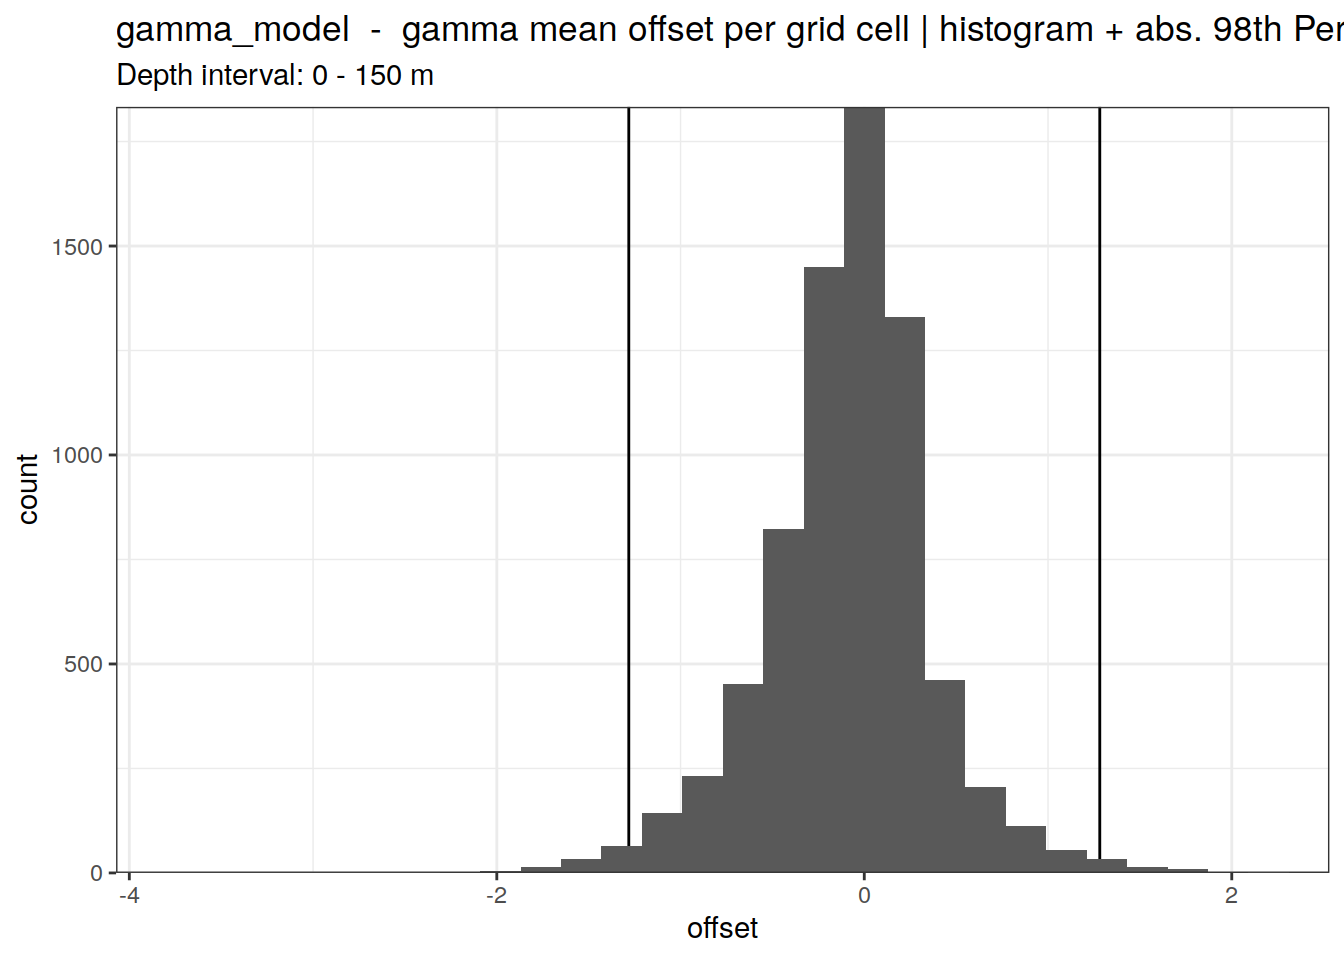 gamma_model - gamma mean offset per grid cell | histogram + abs. 98th Per
Depth interval: 0 - 150 m
1500
1000
500
0
count
-4
-2
0
2
offset